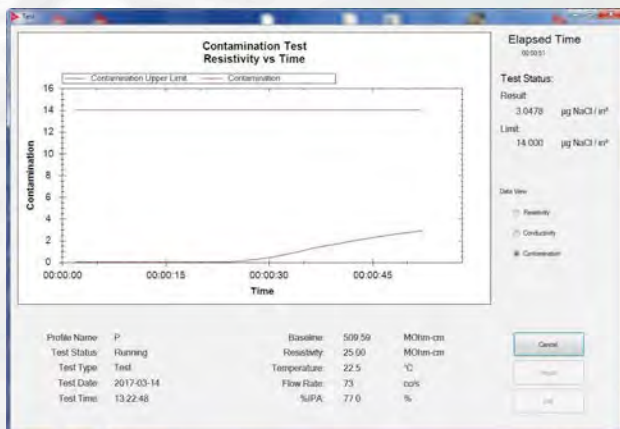 Test
Contamination Test
Resistivity vs Time
Contamination Upper Limit
Contamination
16
14
12
10
8
6
4
2
0
Contamination
00:00:00
00:00:15
00:00:30
00:00:45
Time
Elapsed Time
00:00:51
Test Status:
Result:
3.0478 µg NaCl / in²
Limit:
14.000 µg NaCl / in²
Data View
Resistivity
Conductivity
Contamination
Profile Name: P
Test Status: Running
Test Type: Test
Test Date: 2017-03-14
Test Time: 13:22:48
Baseline: 509.59 MOhm-cm
Resistivity: 25.00 MOhm-cm
Temperature: 22.5 °C
Flow Rate: 73 cc/s
%IPA: 77.0 %
Cancel